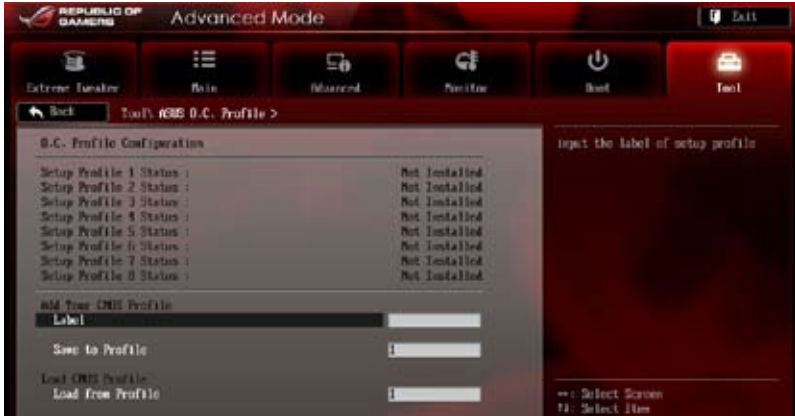 REPUBLIC OF GAMERS
Advanced Mode
Exit
Extreme Tweaker
Main
Advanced
Monitor
Boot
Tool
Back
Tool\ ASUS O.C. Profile >
O.C. Profile Configuration
Setup Profile 1 Status : Not Installed
Setup Profile 2 Status : Not Installed
Setup Profile 3 Status : Not Installed
Setup Profile 4 Status : Not Installed
Setup Profile 5 Status : Not Installed
Setup Profile 6 Status : Not Installed
Setup Profile 7 Status : Not Installed
Setup Profile 8 Status : Not Installed
Add Your CMOS Profile
Label
Save to Profile 1
Load CMOS Profile
Load from Profile 1
input the label of setup profile
→←: Select Screen
↑↓: Select Item